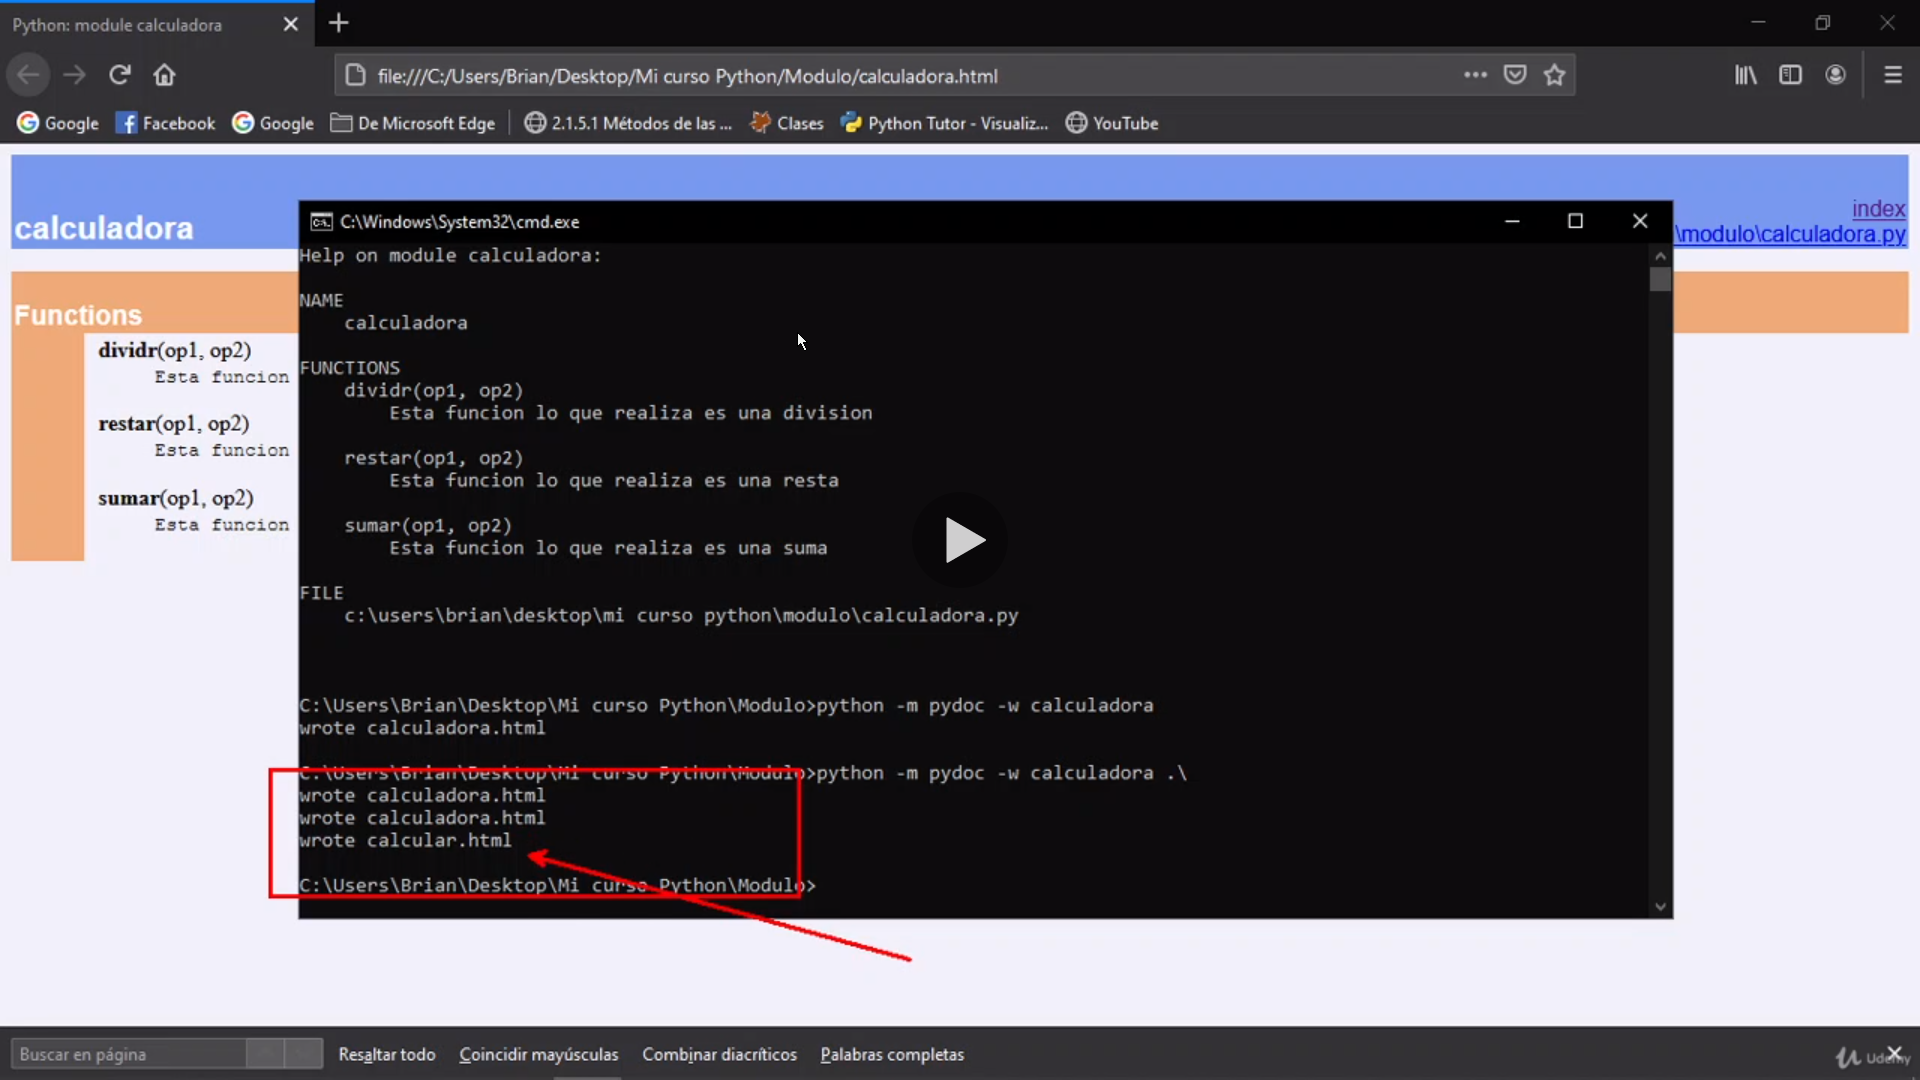 Python: module calculadora
file:///C:/Users/Brian/Desktop/Mi curso Python/Modulo/calculadora.html
Google
Facebook
Google
De Microsoft Edge
2.1.5.1 Métodos de las ...
Clases
Python Tutor - Visualiz...
YouTube
calculadora
index
\modulo\calculadora.py
Functions
dividr(op1, op2)
Esta funcion
restar(op1, op2)
Esta funcion
sumar(op1, op2)
Esta funcion
C:\Windows\System32\cmd.exe
Help on module calculadora:
NAME
calculadora
FUNCTIONS
dividr(op1, op2)
Esta funcion lo que realiza es una division
restar(op1, op2)
Esta funcion lo que realiza es una resta
sumar(op1, op2)
Esta funcion lo que realiza es una suma
FILE
c:\users\brian\desktop\mi curso python\modulo\calculadora.py
C:\Users\Brian\Desktop\Mi curso Python\Modulo>python -m pydoc -w calculadora
wrote calculadora.html
C:\Users\Brian\Desktop\Mi curso Python\Modulo>python -m pydoc -w calculadora .\
wrote calculadora.html
wrote calculadora.html
wrote calcular.html
C:\Users\Brian\Desktop\Mi curso Python\Modulo>
Buscar en página
Resaltar todo
Coincidir mayúsculas
Combinar diacríticos
Palabras completas
Udemy